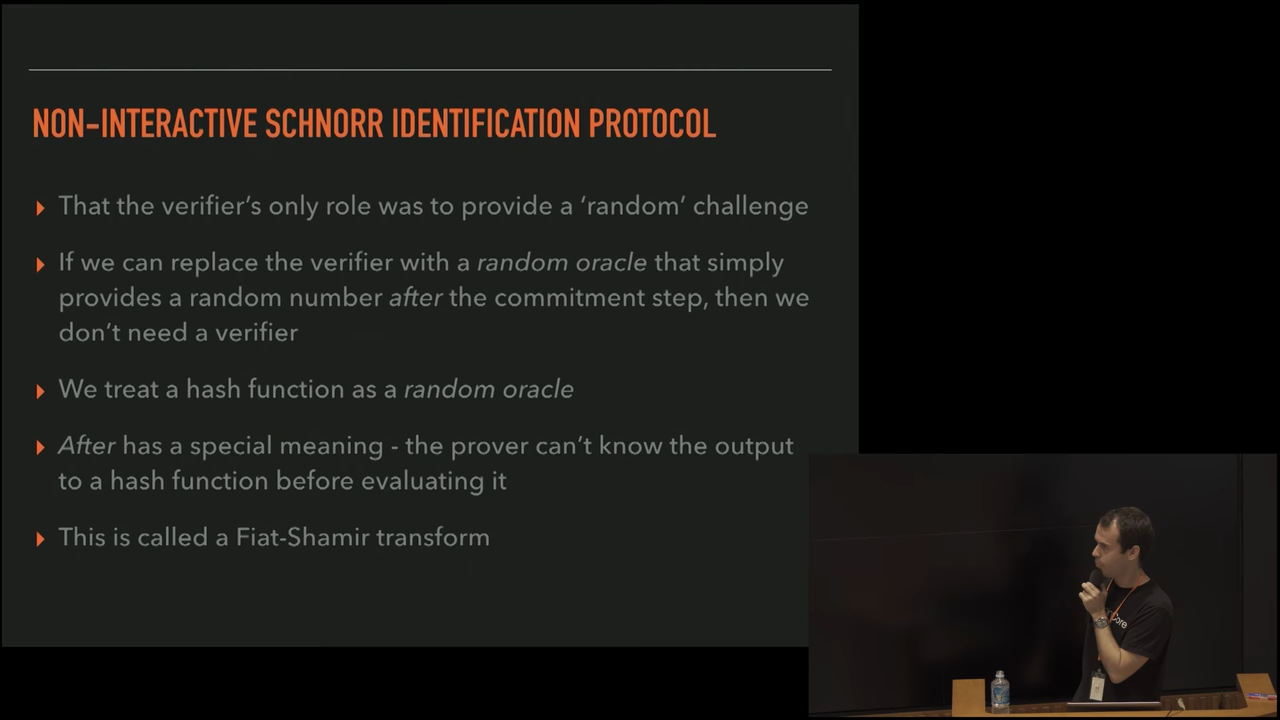 NON-INTERACTIVE SCHNORR IDENTIFICATION PROTOCOL
That the verifier's only role was to provide a 'random' challenge
If we can replace the verifier with a random oracle that simply
provides a random number after the commitment step, then we
don't need a verifier
We treat a hash function as a random oracle
After has a special meaning - the prover can't know the output
to a hash function before evaluating it
This is called a Fiat-Shamir transform